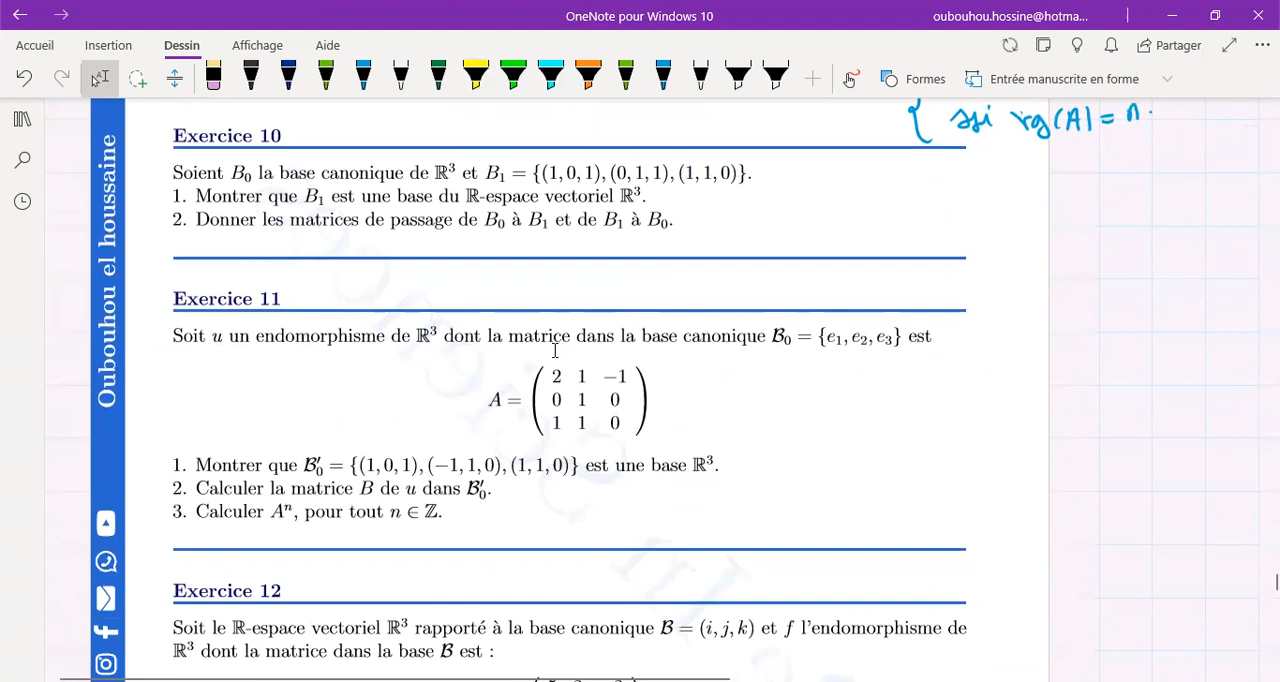 OneNote pour Windows 10
oubouhou.hossine@hotma...
Accueil Insertion Dessin Affichage Aide
Partager
Formes
Entrée manuscrite en forme
ssi rg(A) = n.
Oubouhou el houssaine
Exercice 10
Soient B₀ la base canonique de ℝ³ et B₁ = {(1, 0, 1), (0, 1, 1), (1, 1, 0)}.
1. Montrer que B₁ est une base du ℝ-espace vectoriel ℝ³.
2. Donner les matrices de passage de B₀ à B₁ et de B₁ à B₀.
Exercice 11
Soit u un endomorphisme de ℝ³ dont la matrice dans la base canonique ℬ₀ = {e₁, e₂, e₃} est
2 1 −1
A = 0 1 0
1 1 0
1. Montrer que ℬ′₀ = {(1, 0, 1), (−1, 1, 0), (1, 1, 0)} est une base ℝ³.
2. Calculer la matrice B de u dans ℬ′₀.
3. Calculer Aⁿ, pour tout n ∈ ℤ.
Exercice 12
Soit le ℝ-espace vectoriel ℝ³ rapporté à la base canonique ℬ = (i, j, k) et f l'endomorphisme de
ℝ³ dont la matrice dans la base ℬ est :